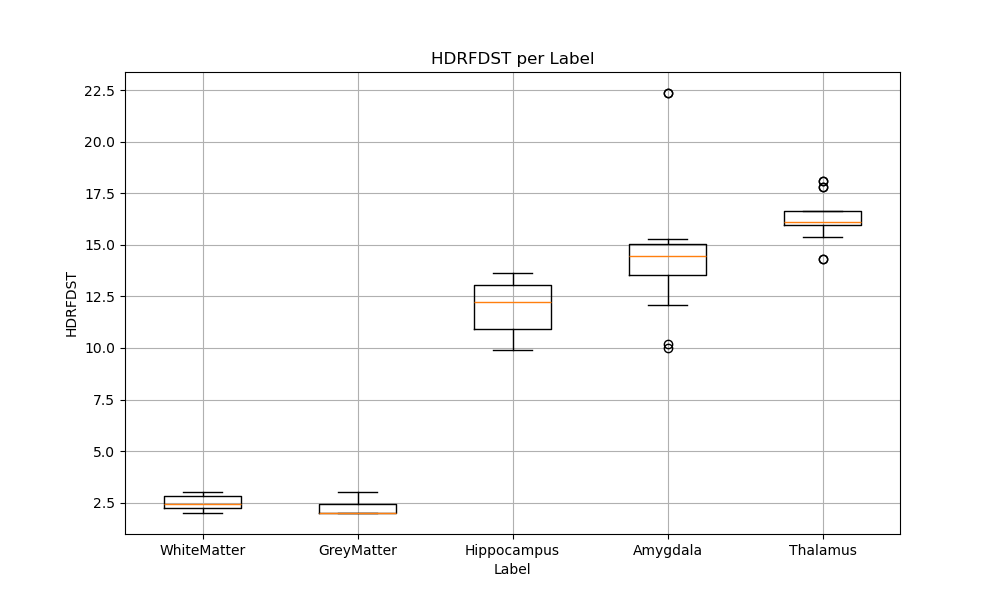 HDRFDST per Label
22.5
20.0
17.5
15.0
12.5
10.0
7.5
5.0
2.5
HDRFDST
WhiteMatter GreyMatter Hippocampus Amygdala Thalamus
Label